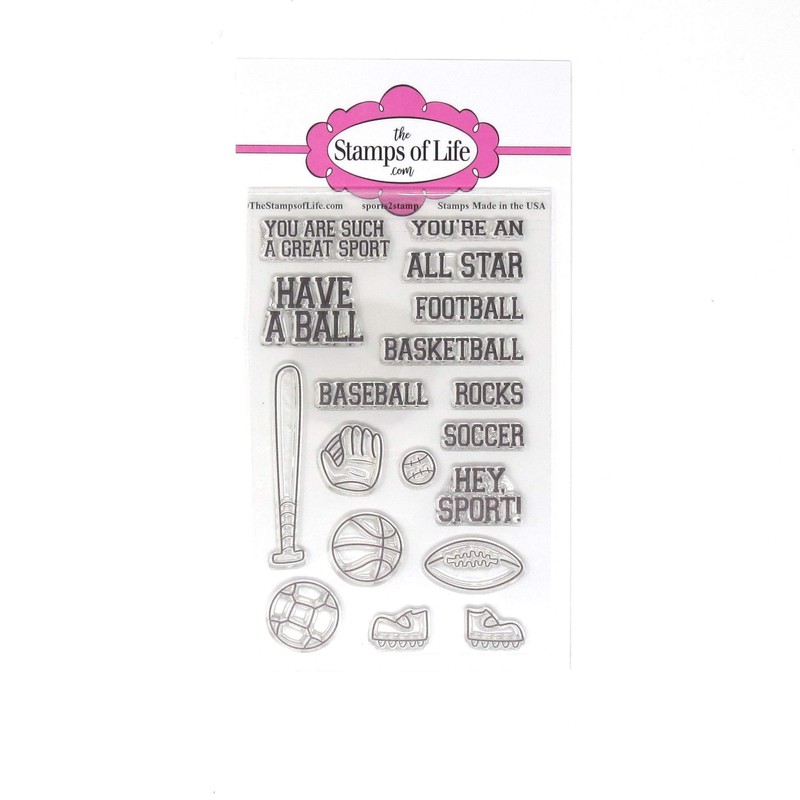 the
Stamps of Life
.com
TheStampsofLife.com sports2stamp Stamps Made in the USA
YOU ARE SUCH
A GREAT SPORT
YOU'RE AN
ALL STAR
HAVE
A BALL
FOOTBALL
BASKETBALL
BASEBALL
ROCKS
SOCCER
HEY,
SPORT!